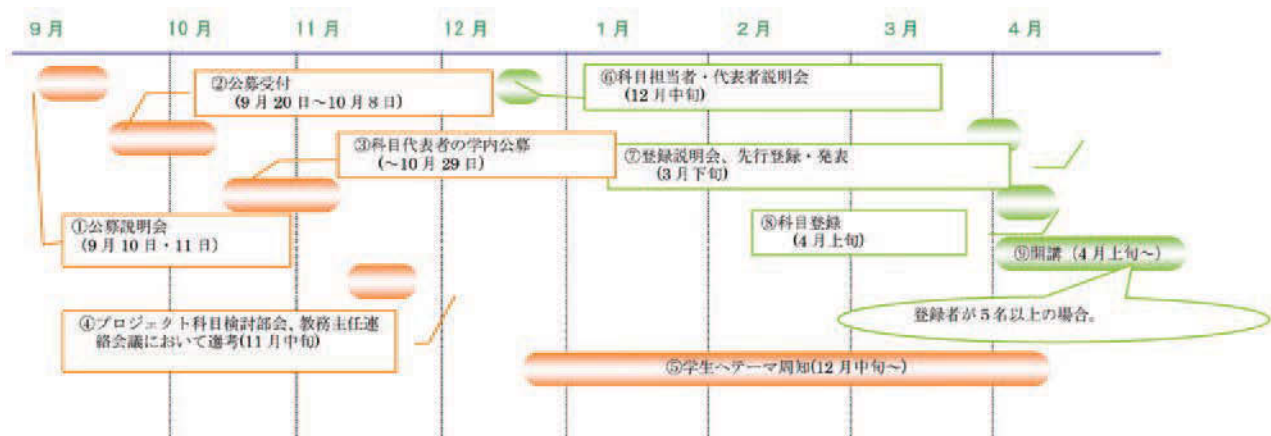 9月 10月 11月 12月 1月 2月 3月 4月
②公募受付
(9月20日～10月8日)
⑥科目担当者・代表者説明会
(12月中旬)
③科目代表者の学内公募
(～10月29日)
⑦登録説明会、先行登録・発表
(3月下旬)
①公募説明会
(9月10日・11日)
⑧科目登録
(4月上旬)
⑨開講（4月上旬～）
④プロジェクト科目検討部会、教務主任連
絡会議において選考(11月中旬)
登録者が5名以上の場合。
⑤学生へテーマ周知(12月中旬～)